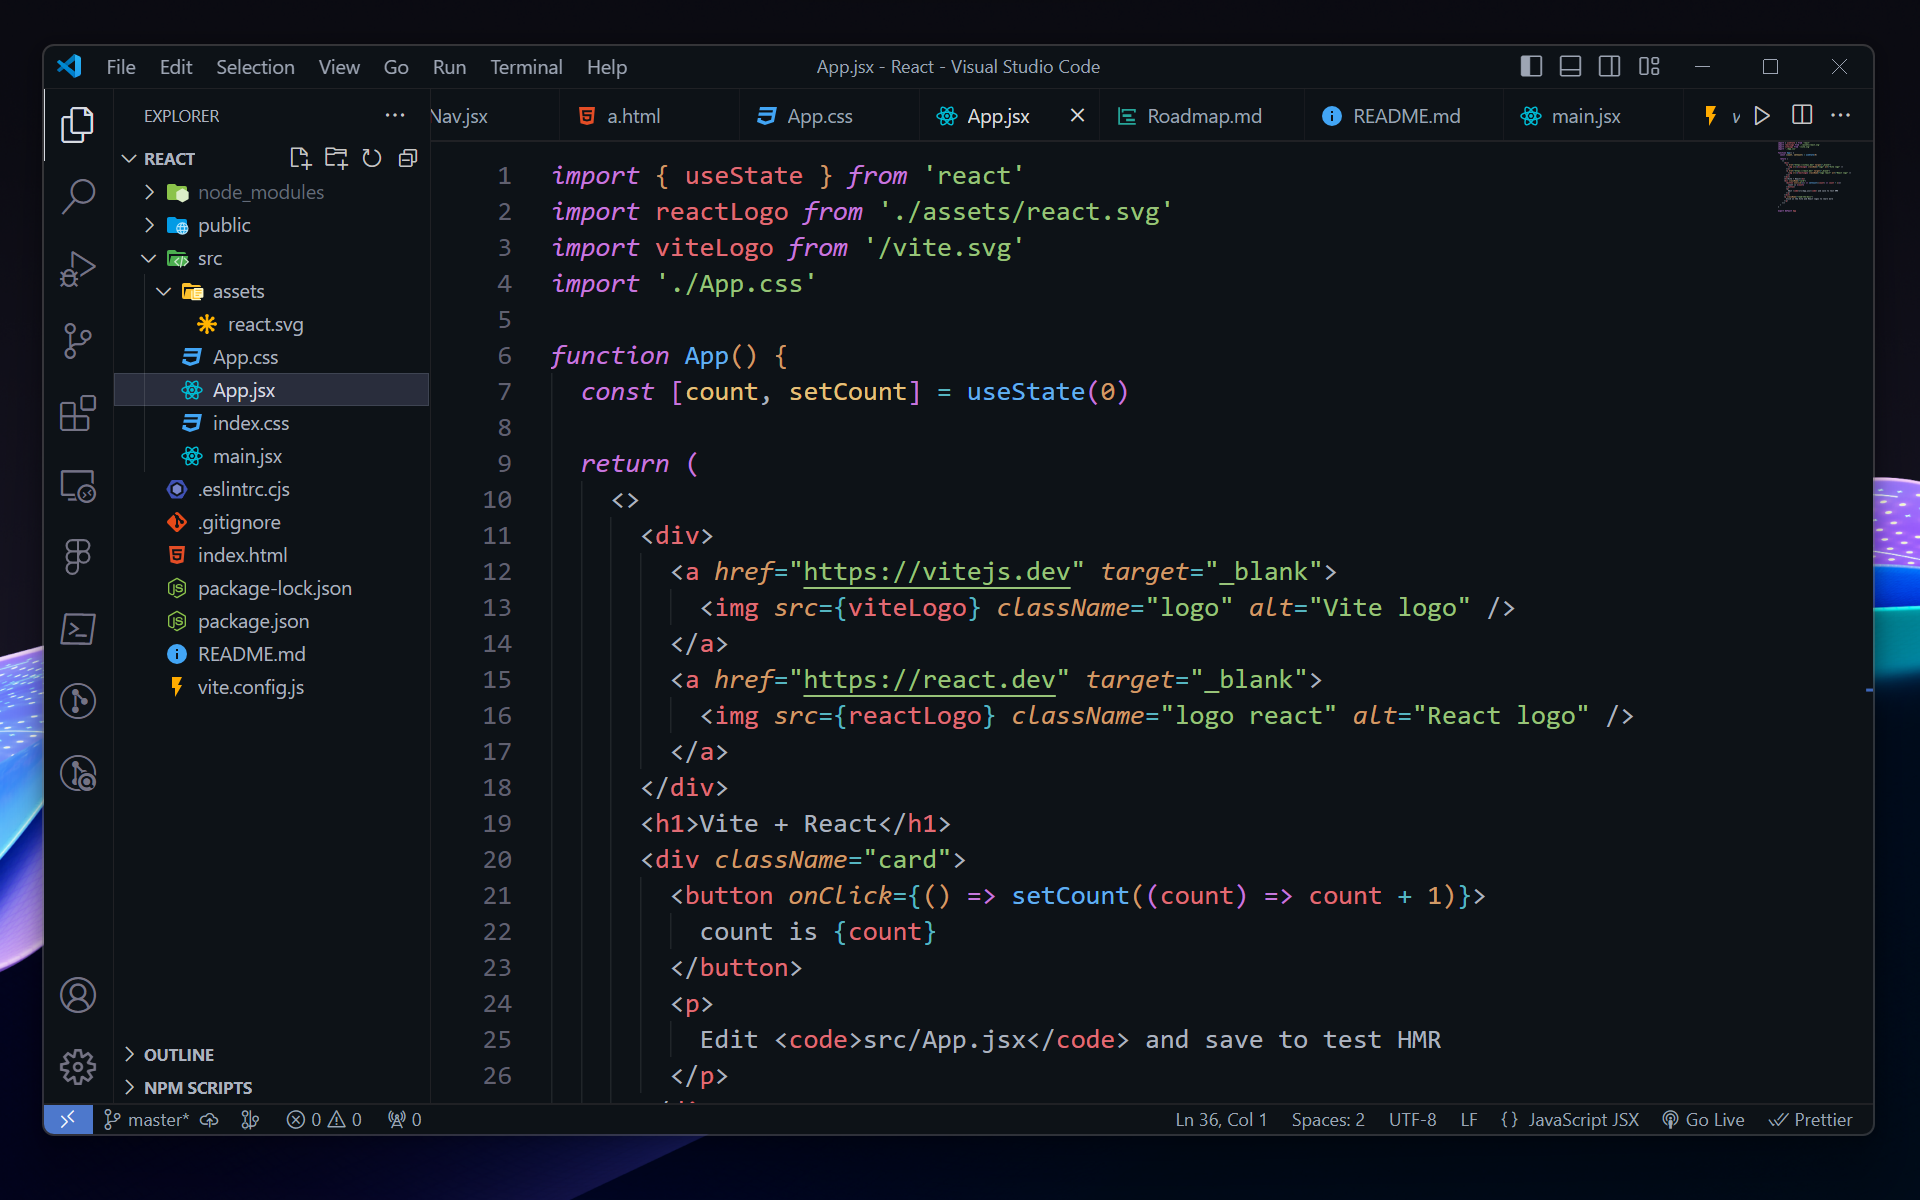 File Edit Selection View Go Run Terminal Help
App.jsx - React - Visual Studio Code
EXPLORER
REACT
node_modules
public
src
assets
react.svg
App.css
App.jsx
index.css
main.jsx
.eslintrc.cjs
.gitignore
index.html
package-lock.json
package.json
README.md
vite.config.js
OUTLINE
NPM SCRIPTS
Nav.jsx a.html App.css App.jsx Roadmap.md README.md main.jsx v
1 import { useState } from 'react'
2 import reactLogo from './assets/react.svg'
3 import viteLogo from '/vite.svg'
4 import './App.css'
5
6 function App() {
7 const [count, setCount] = useState(0)
8
9 return (
10 <>
11 <div>
12 <a href="https://vitejs.dev" target="_blank">
13 <img src={viteLogo} className="logo" alt="Vite logo" />
14 </a>
15 <a href="https://react.dev" target="_blank">
16 <img src={reactLogo} className="logo react" alt="React logo" />
17 </a>
18 </div>
19 <h1>Vite + React</h1>
20 <div className="card">
21 <button onClick={() => setCount((count) => count + 1)}>
22 count is {count}
23 </button>
24 <p>
25 Edit <code>src/App.jsx</code> and save to test HMR
26 </p>
master* 0 0 0
Ln 36, Col 1 Spaces: 2 UTF-8 LF {} JavaScript JSX Go Live Prettier